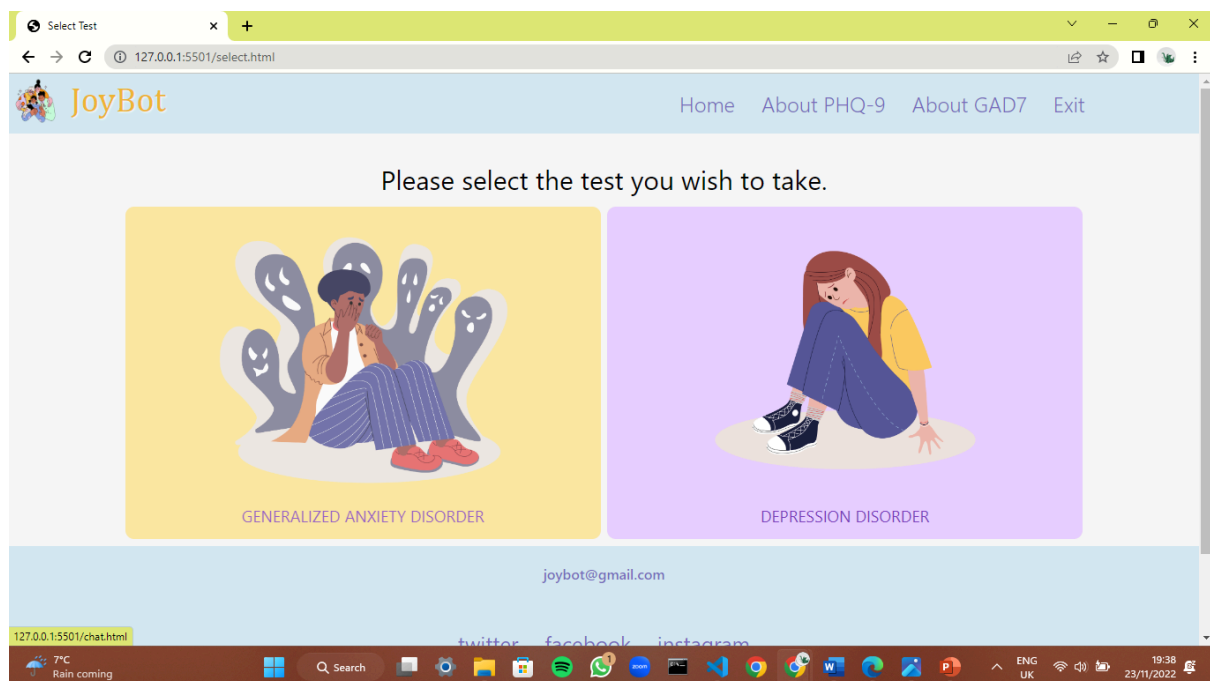 Select Test
127.0.0.1:5501/select.html
JoyBot
Home About PHQ-9 About GAD7 Exit
Please select the test you wish to take.
GENERALIZED ANXIETY DISORDER
DEPRESSION DISORDER
joybot@gmail.com
127.0.0.1:5501/chat.html
twitter facebook instagram
7°C
Rain coming
Search
1
zoom
ENG
UK
19:38
23/11/2022